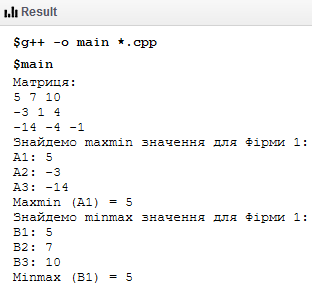 Result
$g++ -o main *.cpp
$main
Матриця:
5 7 10
-3 1 4
-14 -4 -1
Знайдемо maxmin значення для Фірми 1:
A1: 5
A2: -3
A3: -14
Maxmin (A1) = 5
Знайдемо minmax значення для Фірми 1:
B1: 5
B2: 7
B3: 10
Minmax (B1) = 5